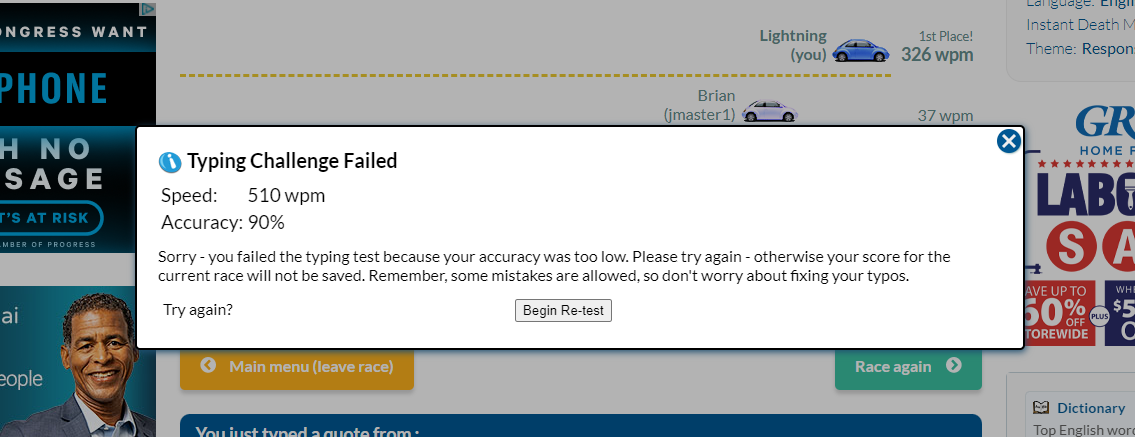 ONGRESS WANT
PHONE
H NO
SSAGE
T'S AT RISK
MBER OF PROGRESS
ai
eople
Lightning
(you)
1st Place!
326 wpm
Brian
(jmaster1)
37 wpm
Typing Challenge Failed
Speed: 510 wpm
Accuracy: 90%
Sorry - you failed the typing test because your accuracy was too low. Please try again - otherwise your score for the
current race will not be saved. Remember, some mistakes are allowed, so don't worry about fixing your typos.
Try again?
Begin Re-test
Main menu (leave race)
Race again
You just typed a quote from:
Language: Engli
Instant Death M
Theme: Respon
GR
HOME F
LABO
SA
AVE UP TO
60% OFF
TOREWIDE
PLUS
WH
$5
O
Dictionary
Top English word